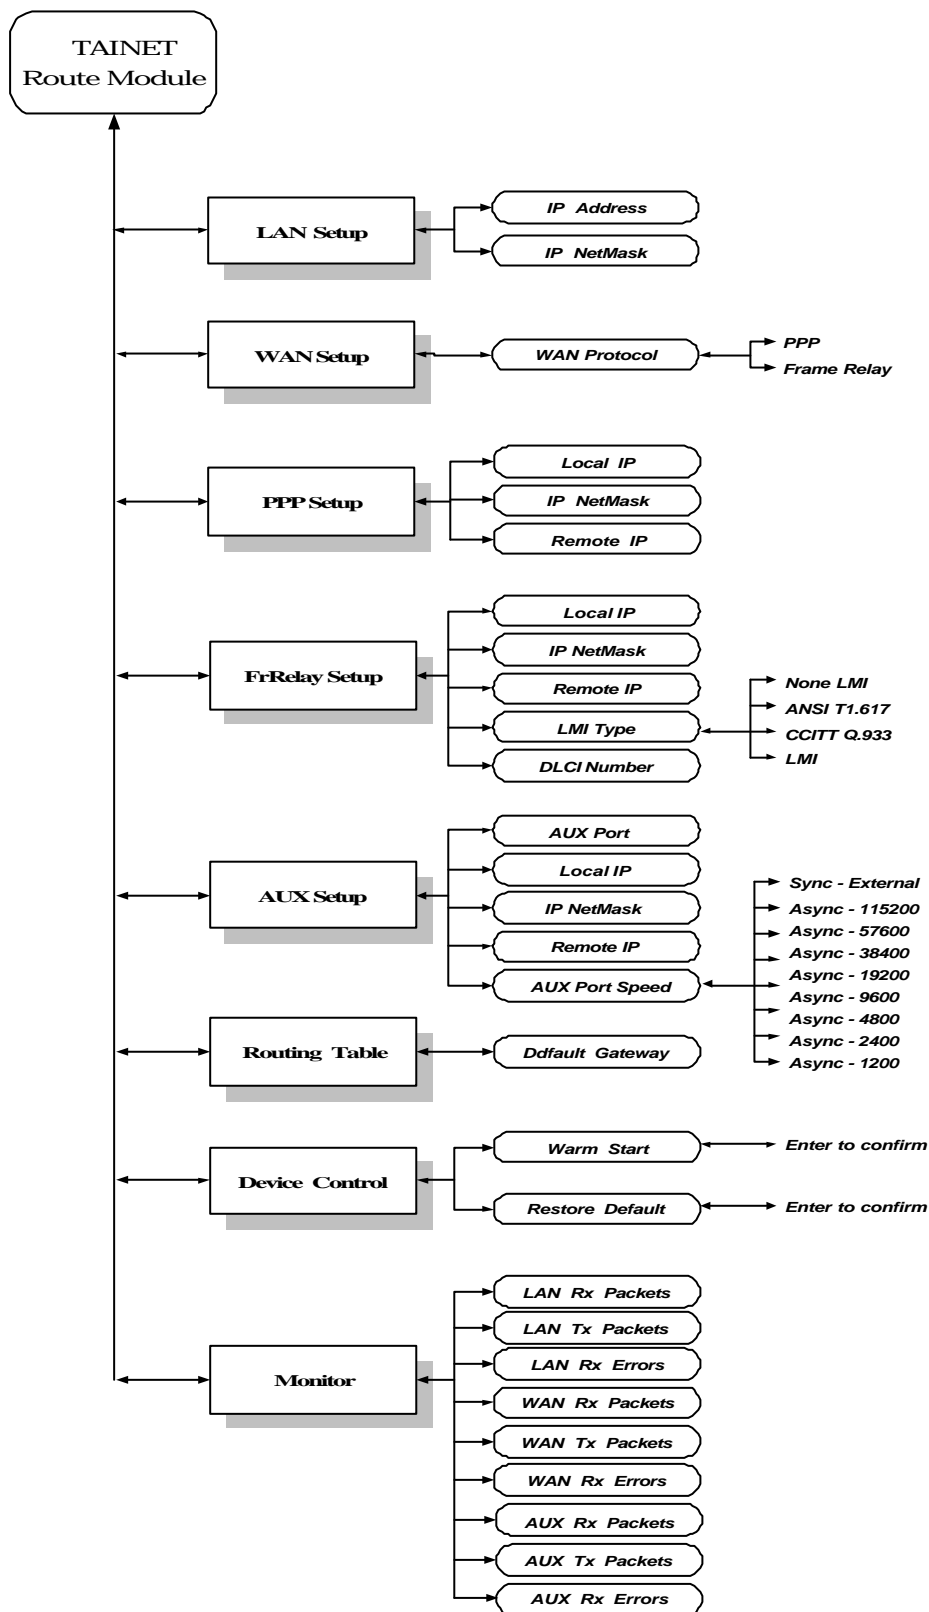 TAINET
Route Module
LAN Setup
IP Address
IP NetMask
WAN Setup
WAN Protocol
PPP
Frame Relay
PPP Setup
Local IP
IP NetMask
Remote IP
FrRelay Setup
Local IP
IP NetMask
Remote IP
LMI Type
DLCI Number
None LMI
ANSI T1.617
CCITT Q.933
LMI
AUX Setup
AUX Port
Local IP
IP NetMask
Remote IP
AUX Port Speed
Sync - External
Async - 115200
Async - 57600
Async - 38400
Async - 19200
Async - 9600
Async - 4800
Async - 2400
Async - 1200
Routing Table
Ddfault Gateway
Device Control
Warm Start
Enter to confirm
Restore Default
Enter to confirm
Monitor
LAN Rx Packets
LAN Tx Packets
LAN Rx Errors
WAN Rx Packets
WAN Tx Packets
WAN Rx Errors
AUX Rx Packets
AUX Tx Packets
AUX Rx Errors